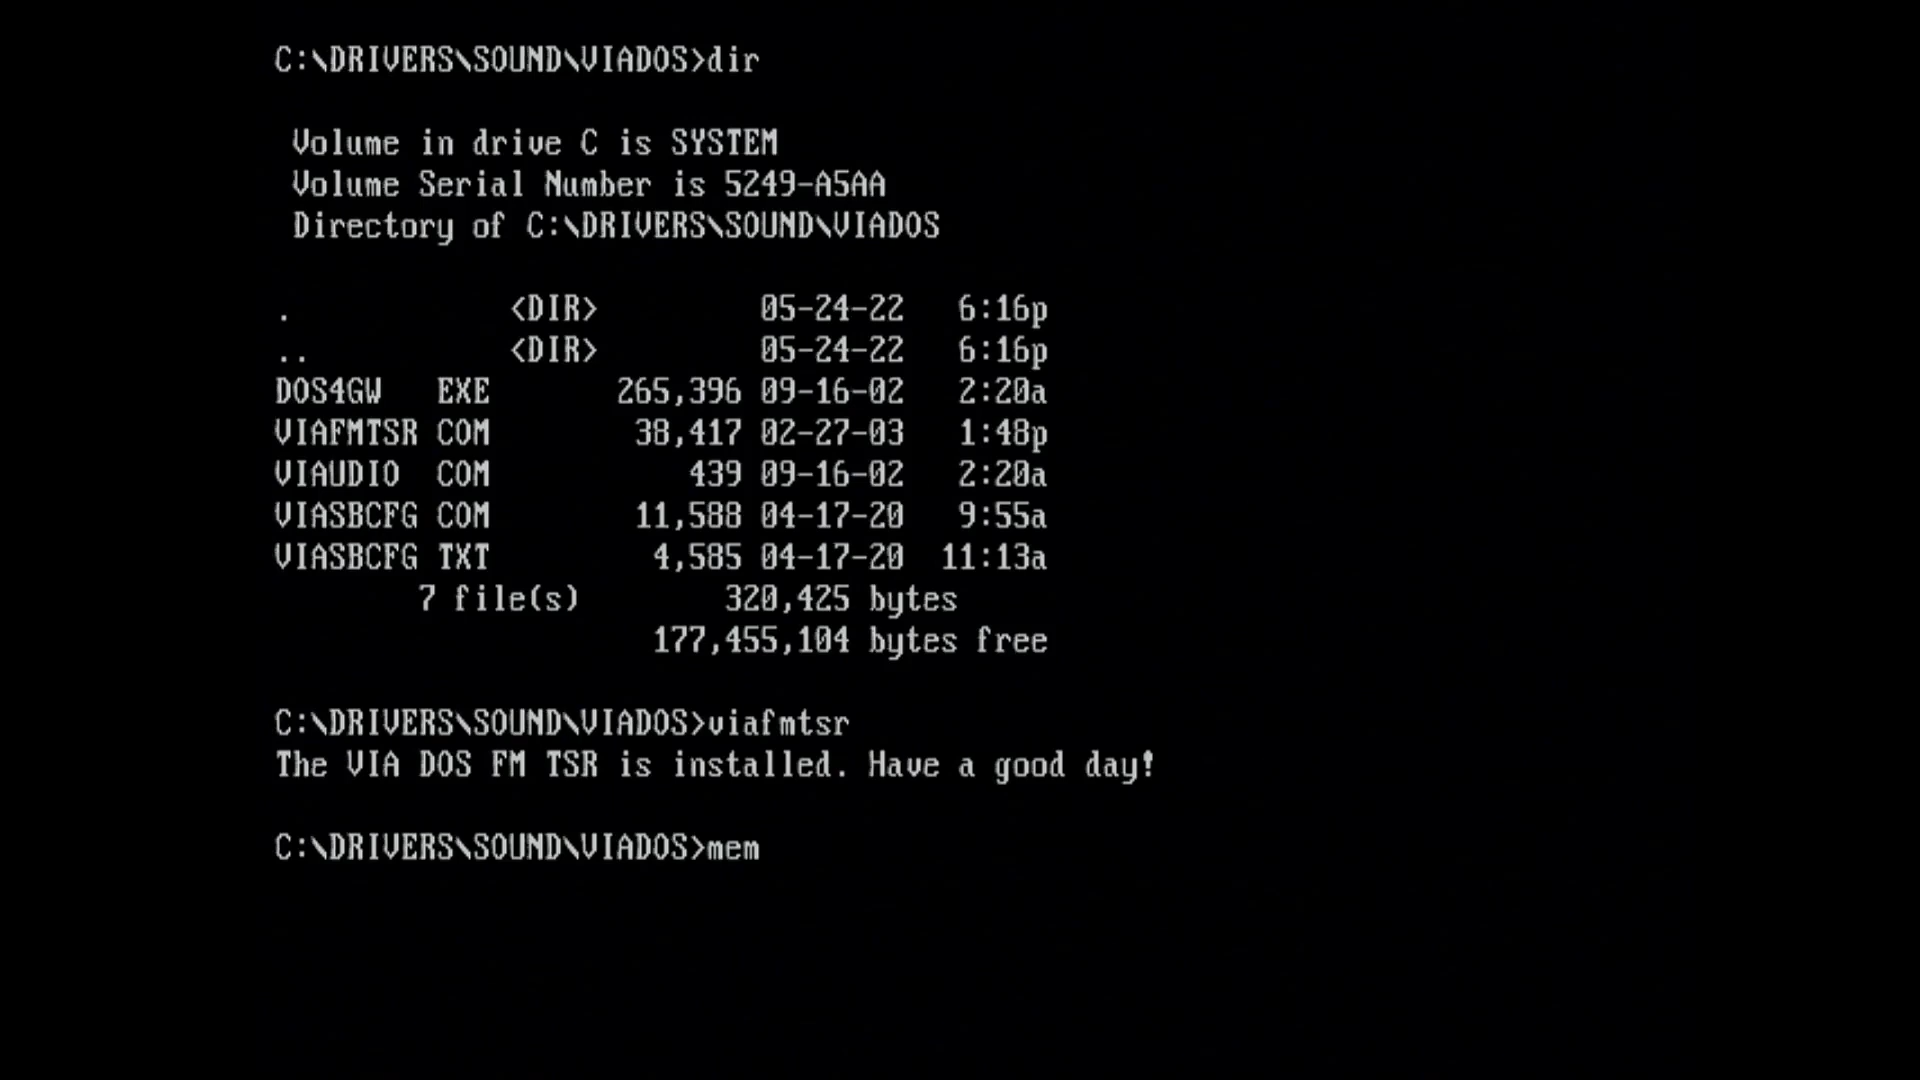 C:\DRIVERS\SOUND\VIADOS>dir
Volume in drive C is SYSTEM
Volume Serial Number is 5249-A5AA
Directory of C:\DRIVERS\SOUND\VIADOS
. <DIR> 05-24-22 6:16p
.. <DIR> 05-24-22 6:16p
DOS4GW EXE 265,396 09-16-02 2:20a
VIAFMTSR COM 38,417 02-27-03 1:48p
VIAUDIO COM 439 09-16-02 2:20a
VIASBCFG COM 11,588 04-17-20 9:55a
VIASBCFG TXT 4,585 04-17-20 11:13a
7 file(s) 320,425 bytes
177,455,104 bytes free
C:\DRIVERS\SOUND\VIADOS>viafmtsr
The VIA DOS FM TSR is installed. Have a good day!
C:\DRIVERS\SOUND\VIADOS>mem